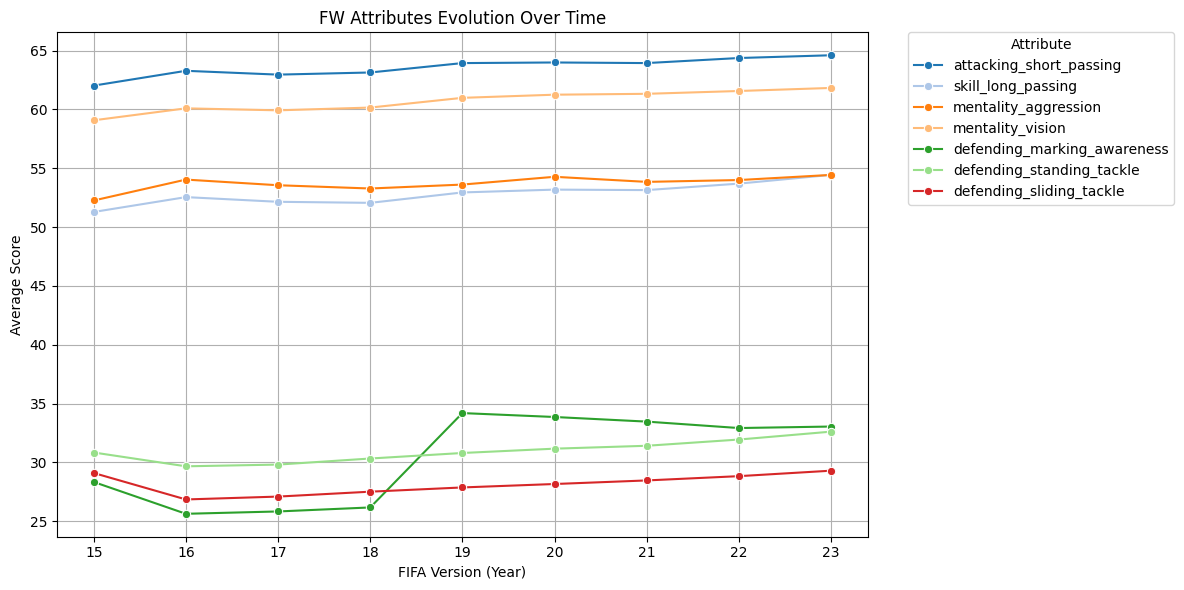 FW Attributes Evolution Over Time
Average Score
65
60
55
50
45
40
35
30
25
15 16 17 18 19 20 21 22 23
FIFA Version (Year)
Attribute
attacking_short_passing
skill_long_passing
mentality_aggression
mentality_vision
defending_marking_awareness
defending_standing_tackle
defending_sliding_tackle